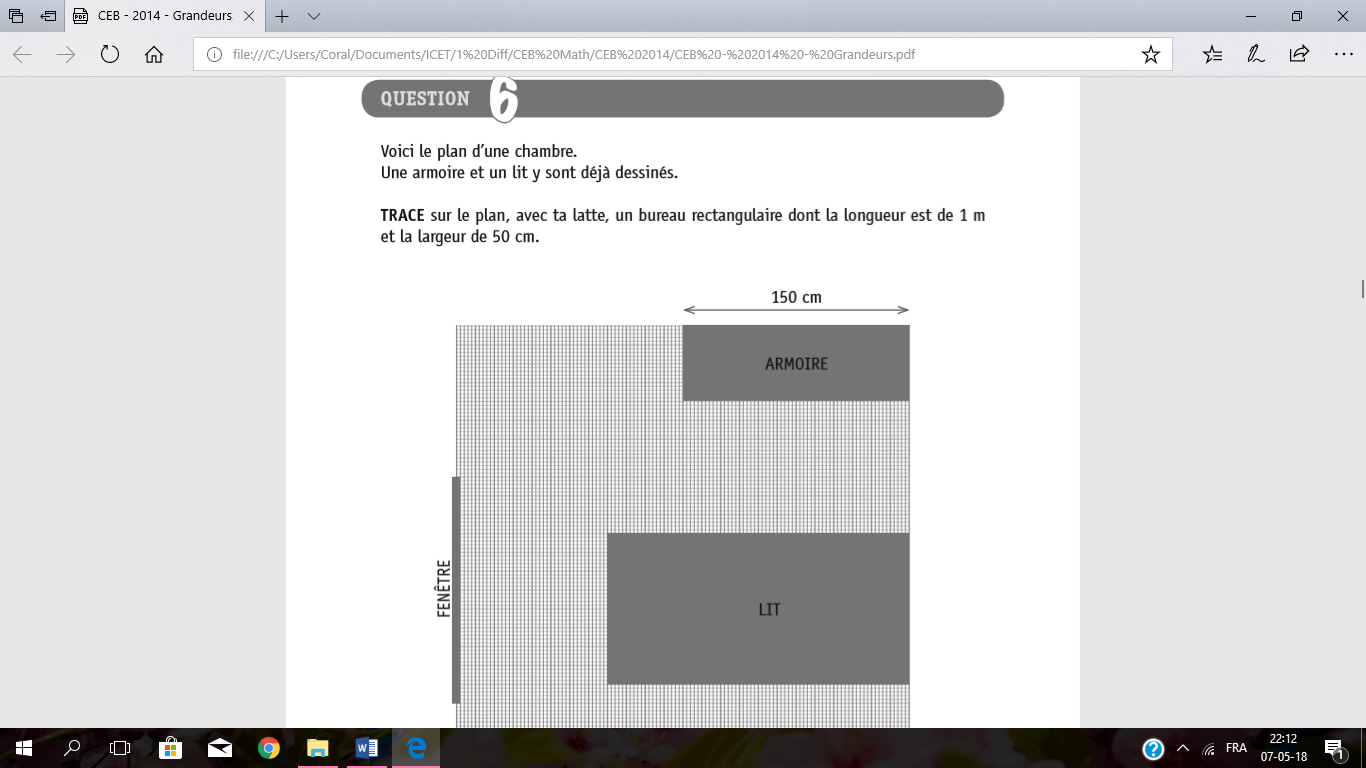 CEB - 2014 - Grandeurs.
file:///C:/Users/Coral/Documents/ICET/1%20Diff/CEB%20Math/CEB%202014/CEB%20-%202014%20-%20Grandeurs.pdf
QUESTION 6
Voici le plan d'une chambre.
Une armoire et un lit y sont déjà dessinés.
TRACE sur le plan, avec ta latte, un bureau rectangulaire dont la longueur est de 1 m
et la largeur de 50 cm.
150 cm
ARMOIRE
FENÊTRE
LIT
FRA
22:12
07-05-18
1